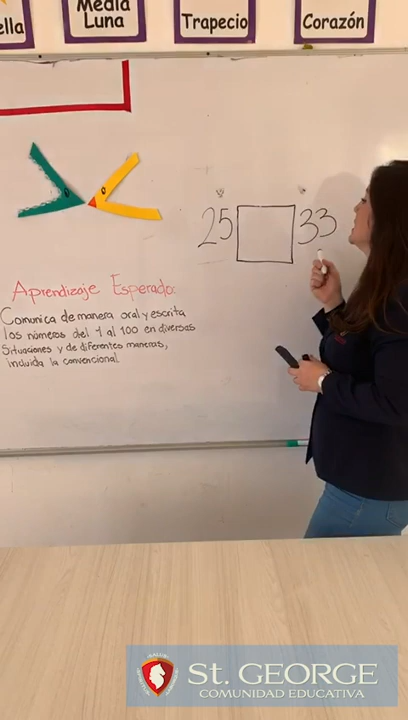 ella
Media
Luna
Trapecio
Corazón
25 33
Aprendizaje Esperado:
Comunica de manera oral y escrita
los números del 1 al 100 en diversas
situaciones y de diferentes maneras,
incluida la convencional.
St. GEORGE
COMUNIDAD EDUCATIVA